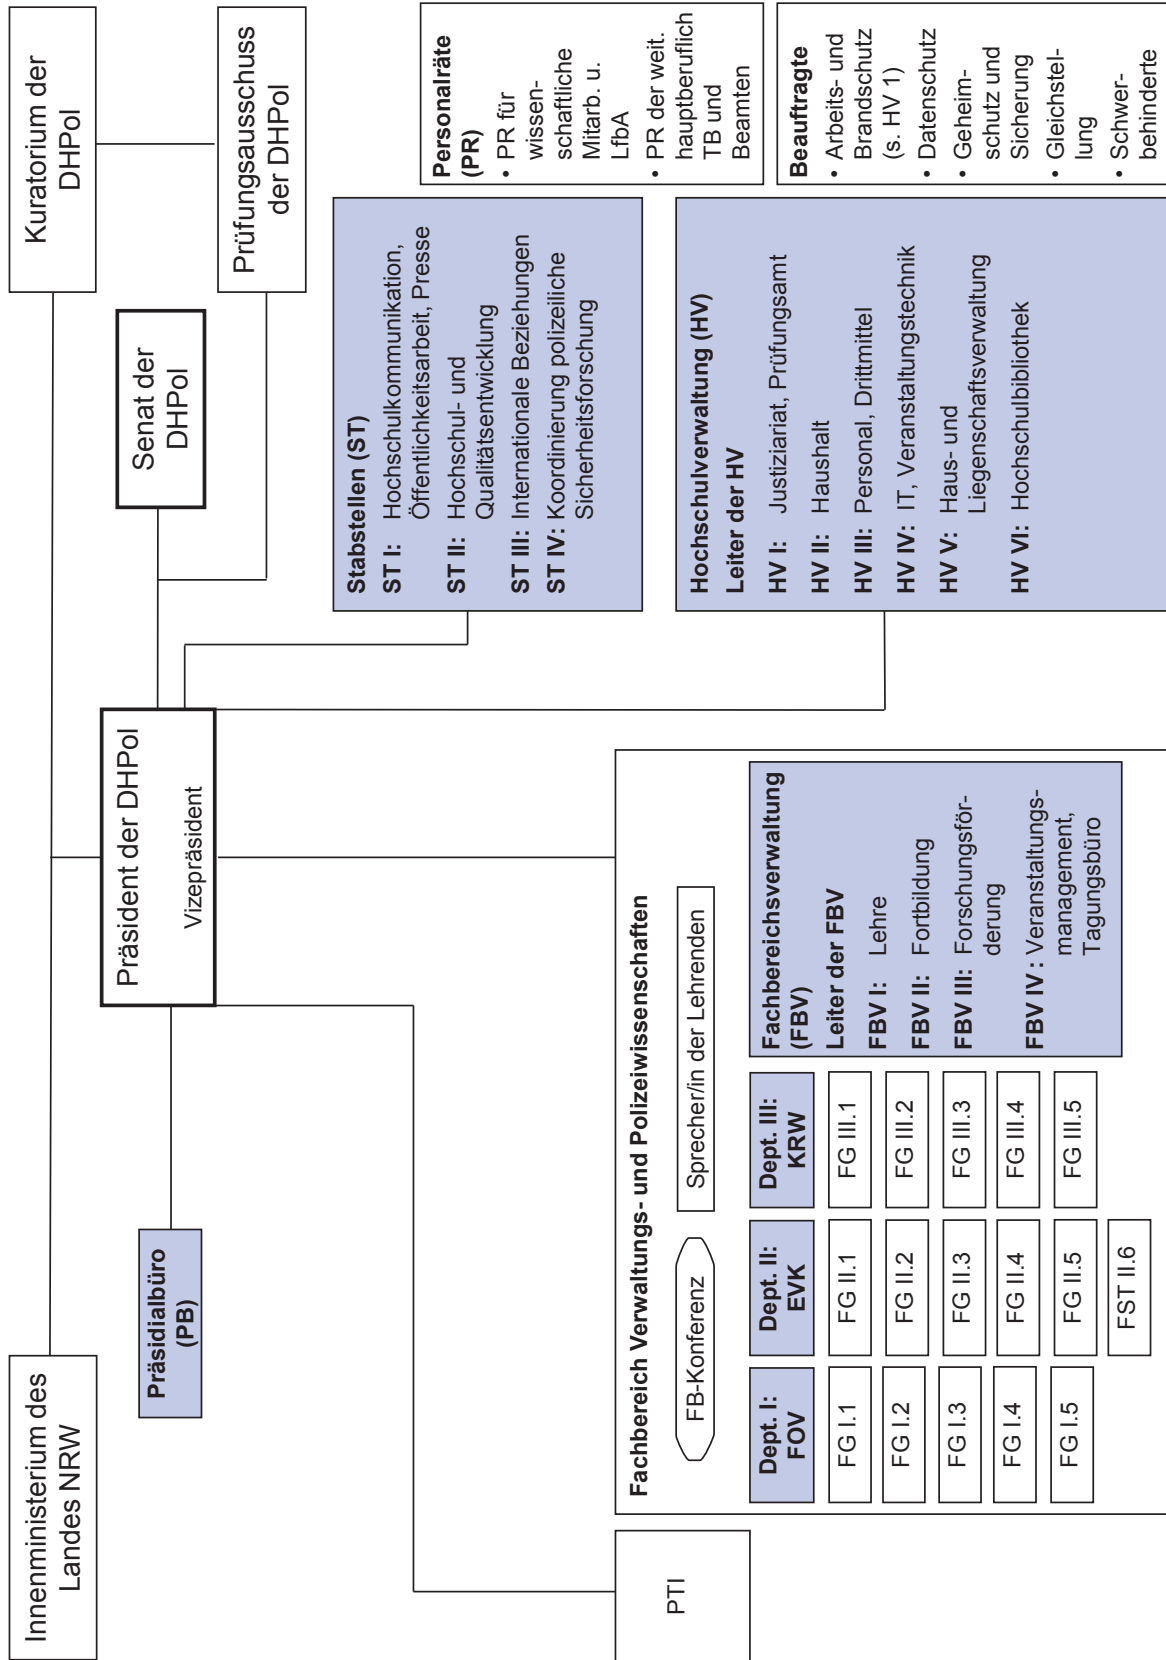 Innenministerium des
Landes NRW
Kuratorium der
DHPol
Präsident der DHPol
Vizepräsident
Senat der
DHPol
Prüfungsausschuss
der DHPol
Präsidialbüro
(PB)
Stabstellen (ST)
ST I: Hochschulkommunikation,
Öffentlichkeitsarbeit, Presse
ST II: Hochschul- und
Qualitätsentwicklung
ST III: Internationale Beziehungen
ST IV: Koordinierung polizeiliche
Sicherheitsforschung
Personalräte
(PR)
• PR für
wissen-
schaftliche
Mitarb. u.
LfbA
• PR der weit.
hauptberuflich
TB und
Beamten
PTI
Fachbereich Verwaltungs- und Polizeiwissenschaften
FB-Konferenz
Sprecher/in der Lehrenden
Dept. I:
FOV
FG I.1
FG I.2
FG I.3
FG I.4
FG I.5
Dept. II:
EVK
FG II.1
FG II.2
FG II.3
FG II.4
FG II.5
FST II.6
Dept. III:
KRW
FG III.1
FG III.2
FG III.3
FG III.4
FG III.5
Fachbereichsverwaltung
(FBV)
Leiter der FBV
FBV I: Lehre
FBV II: Fortbildung
FBV III: Forschungsför-
derung
FBV IV: Veranstaltungs-
management,
Tagungsbüro
Hochschulverwaltung (HV)
Leiter der HV
HV I: Justiziariat, Prüfungsamt
HV II: Haushalt
HV III: Personal, Drittmittel
HV IV: IT, Veranstaltungstechnik
HV V: Haus- und
Liegenschaftsverwaltung
HV VI: Hochschulbibliothek
Beauftragte
• Arbeits- und
Brandschutz
(s. HV 1)
• Datenschutz
• Geheim-
schutz und
Sicherung
• Gleichstel-
lung
• Schwer-
behinderte